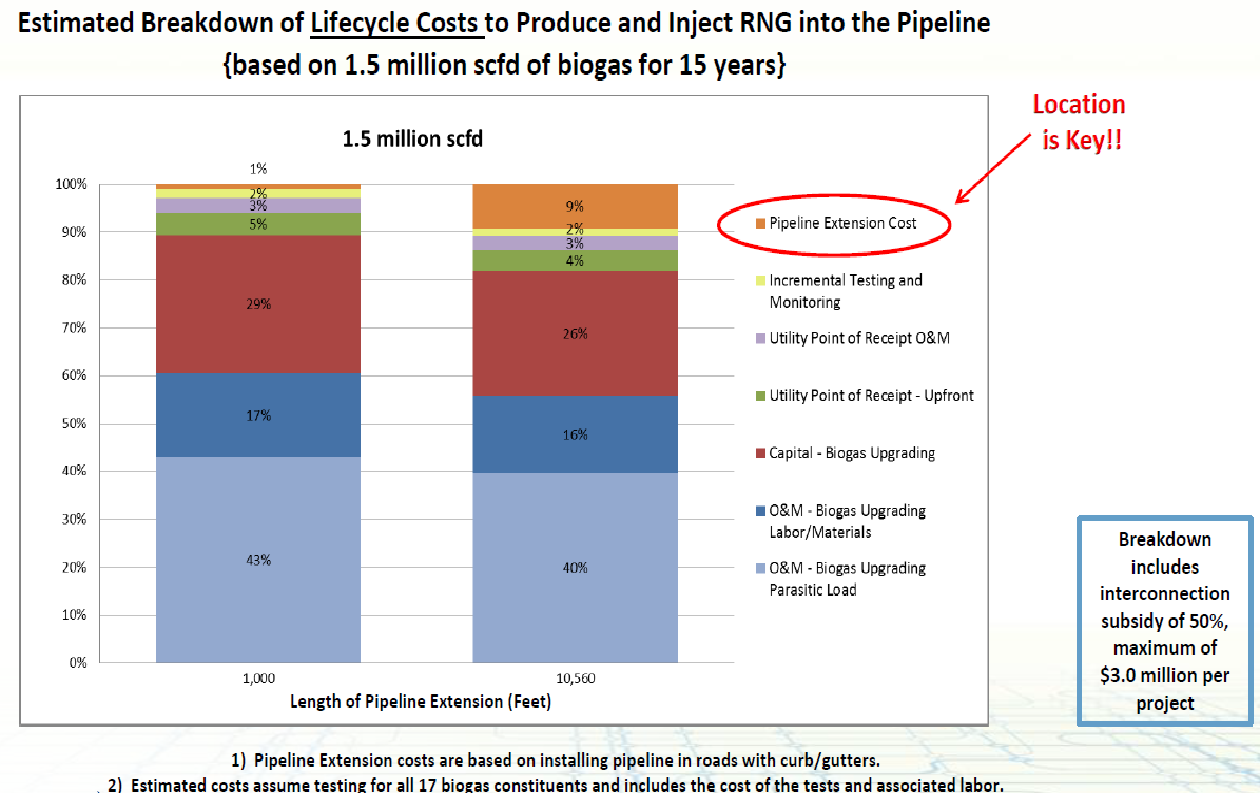 Estimated Breakdown of Lifecycle Costs to Produce and Inject RNG into the Pipeline
{based on 1.5 million scfd of biogas for 15 years}
Location
is Key!!
1.5 million scfd
100%
90%
80%
70%
60%
50%
40%
30%
20%
10%
0%
1%
2%
3%
5%
29%
17%
43%
9%
2%
3%
4%
26%
16%
40%
1,000
10,560
Length of Pipeline Extension (Feet)
Pipeline Extension Cost
Incremental Testing and
Monitoring
Utility Point of Receipt O&M
Utility Point of Receipt - Upfront
Capital - Biogas Upgrading
O&M - Biogas Upgrading
Labor/Materials
O&M - Biogas Upgrading
Parasitic Load
Breakdown
includes
interconnection
subsidy of 50%,
maximum of
$3.0 million per
project
1) Pipeline Extension costs are based on installing pipeline in roads with curb/gutters.
2) Estimated costs assume testing for all 17 biogas constituents and includes the cost of the tests and associated labor.